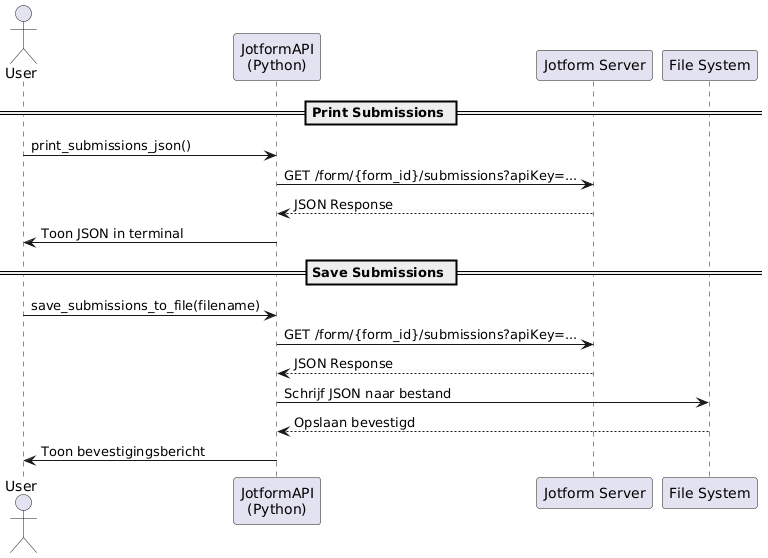 User
JotformAPI
(Python)
Jotform Server
File System
Print Submissions
print_submissions_json()
GET /form/{form_id}/submissions?apiKey=...
JSON Response
Toon JSON in terminal
Save Submissions
save_submissions_to_file(filename)
GET /form/{form_id}/submissions?apiKey=...
JSON Response
Schrijf JSON naar bestand
Opslaan bevestigd
Toon bevestigingsbericht
User
JotformAPI
(Python)
Jotform Server
File System